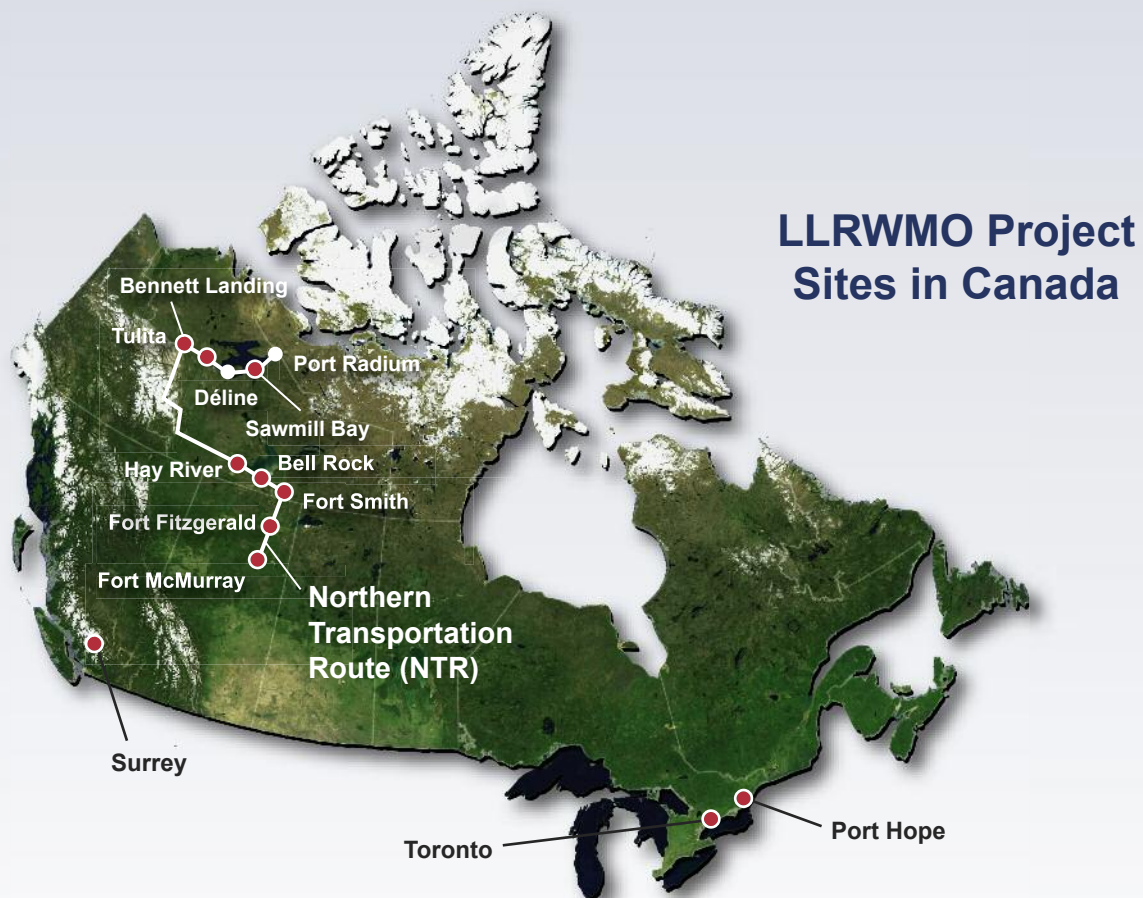 LLRWMO Project
Sites in Canada
Bennett Landing
Tulita
Port Radium
Déline
Sawmill Bay
Hay River
Bell Rock
Fort Smith
Fort Fitzgerald
Fort McMurray
Northern
Transportation
Route (NTR)
Surrey
Toronto
Port Hope